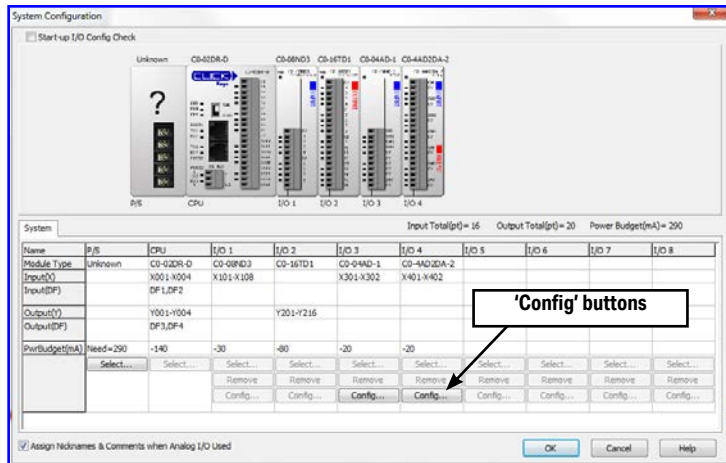 System Configuration
Start-up I/O Config Check
Unknown C0-02DR-D C0-08ND3 C0-16TD1 C0-04AD-1 C0-4AD2DA-2
CLICK
?
P/S CPU I/O 1 I/O 2 I/O 3 I/O 4
System Input Total(pt)= 16 Output Total(pt)= 20 Power Budget(mA)= 290
Name P/S CPU I/O 1 I/O 2 I/O 3 I/O 4 I/O 5 I/O 6 I/O 7 I/O 8
Module Type Unknown C0-02DR-D C0-08ND3 C0-16TD1 C0-04AD-1 C0-4AD2DA-2
Input(X) X001-X004 X101-X108 X301-X302 X401-X402
Input(DF) DF1,DF2
'Config' buttons
Output(Y) Y001-Y004 Y201-Y216
Output(DF) DF3,DF4
PwrBudget(mA) Need=290 -140 -30 -80 -20 -20
Select... Select... Select... Select... Select... Select... Select... Select... Select... Select...
Remove Remove Remove Remove Remove Remove Remove Remove
Config... Config... Config... Config... Config... Config... Config... Config...
Assign Nicknames & Comments when Analog I/O Used OK Cancel Help